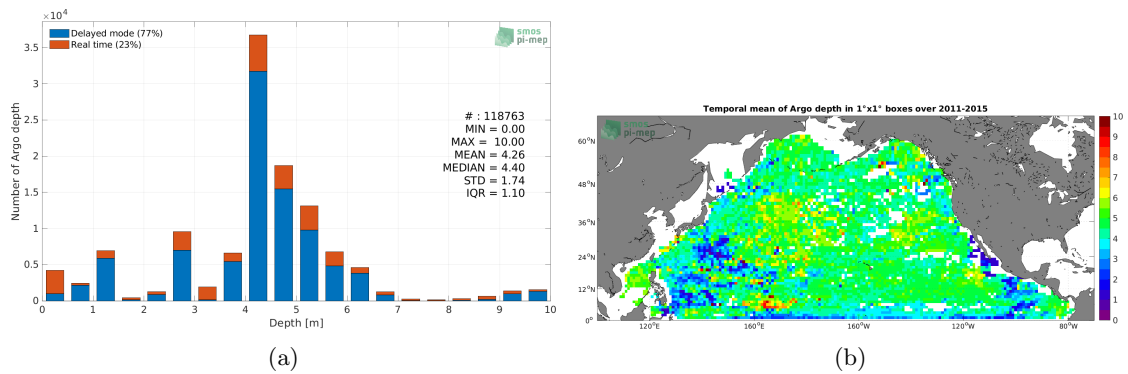 ×10⁴
Delayed mode (77%)
Real time (23%)
smos
pi-mep
3.5
3
2.5
2
1.5
1
0.5
0
Number of Argo depth
# : 118763
MIN = 0.00
MAX = 10.00
MEAN = 4.26
MEDIAN = 4.40
STD = 1.74
IQR = 1.10
0 1 2 3 4 5 6 7 8 9 10
Depth [m]
(a)
Temporal mean of Argo depth in 1°x1° boxes over 2011-2015
smos
pi-mep
60°N
48°N
36°N
24°N
12°N
0°
120°E 160°E 160°W 120°W 80°W
10
9
8
7
6
5
4
3
2
1
0
(b)